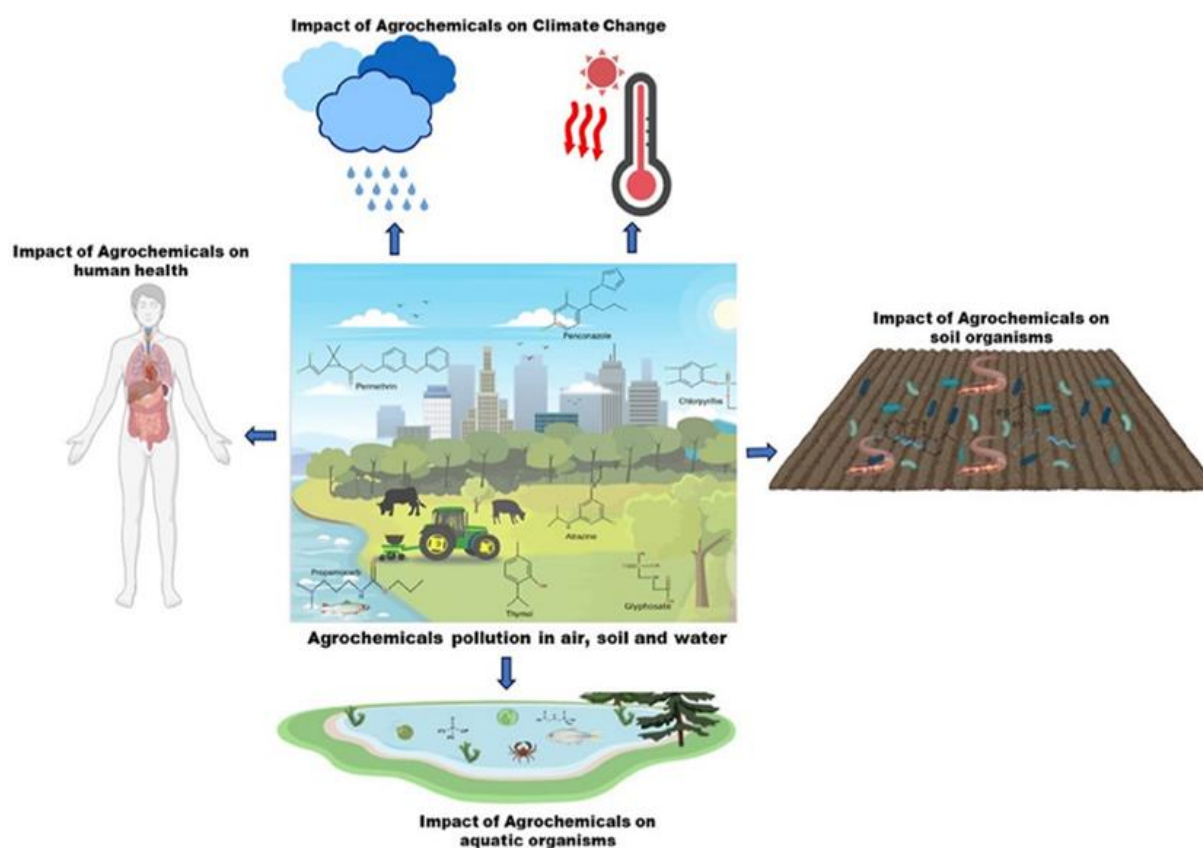 Impact of Agrochemicals on Climate Change
Impact of Agrochemicals on
human health
Penconazole
Permethrin
Chlorpyrifos
Impact of Agrochemicals on
soil organisms
Atrazine
Propamocarb
Thymol
Glyphosate
Agrochemicals pollution in air, soil and water
Impact of Agrochemicals on
aquatic organisms